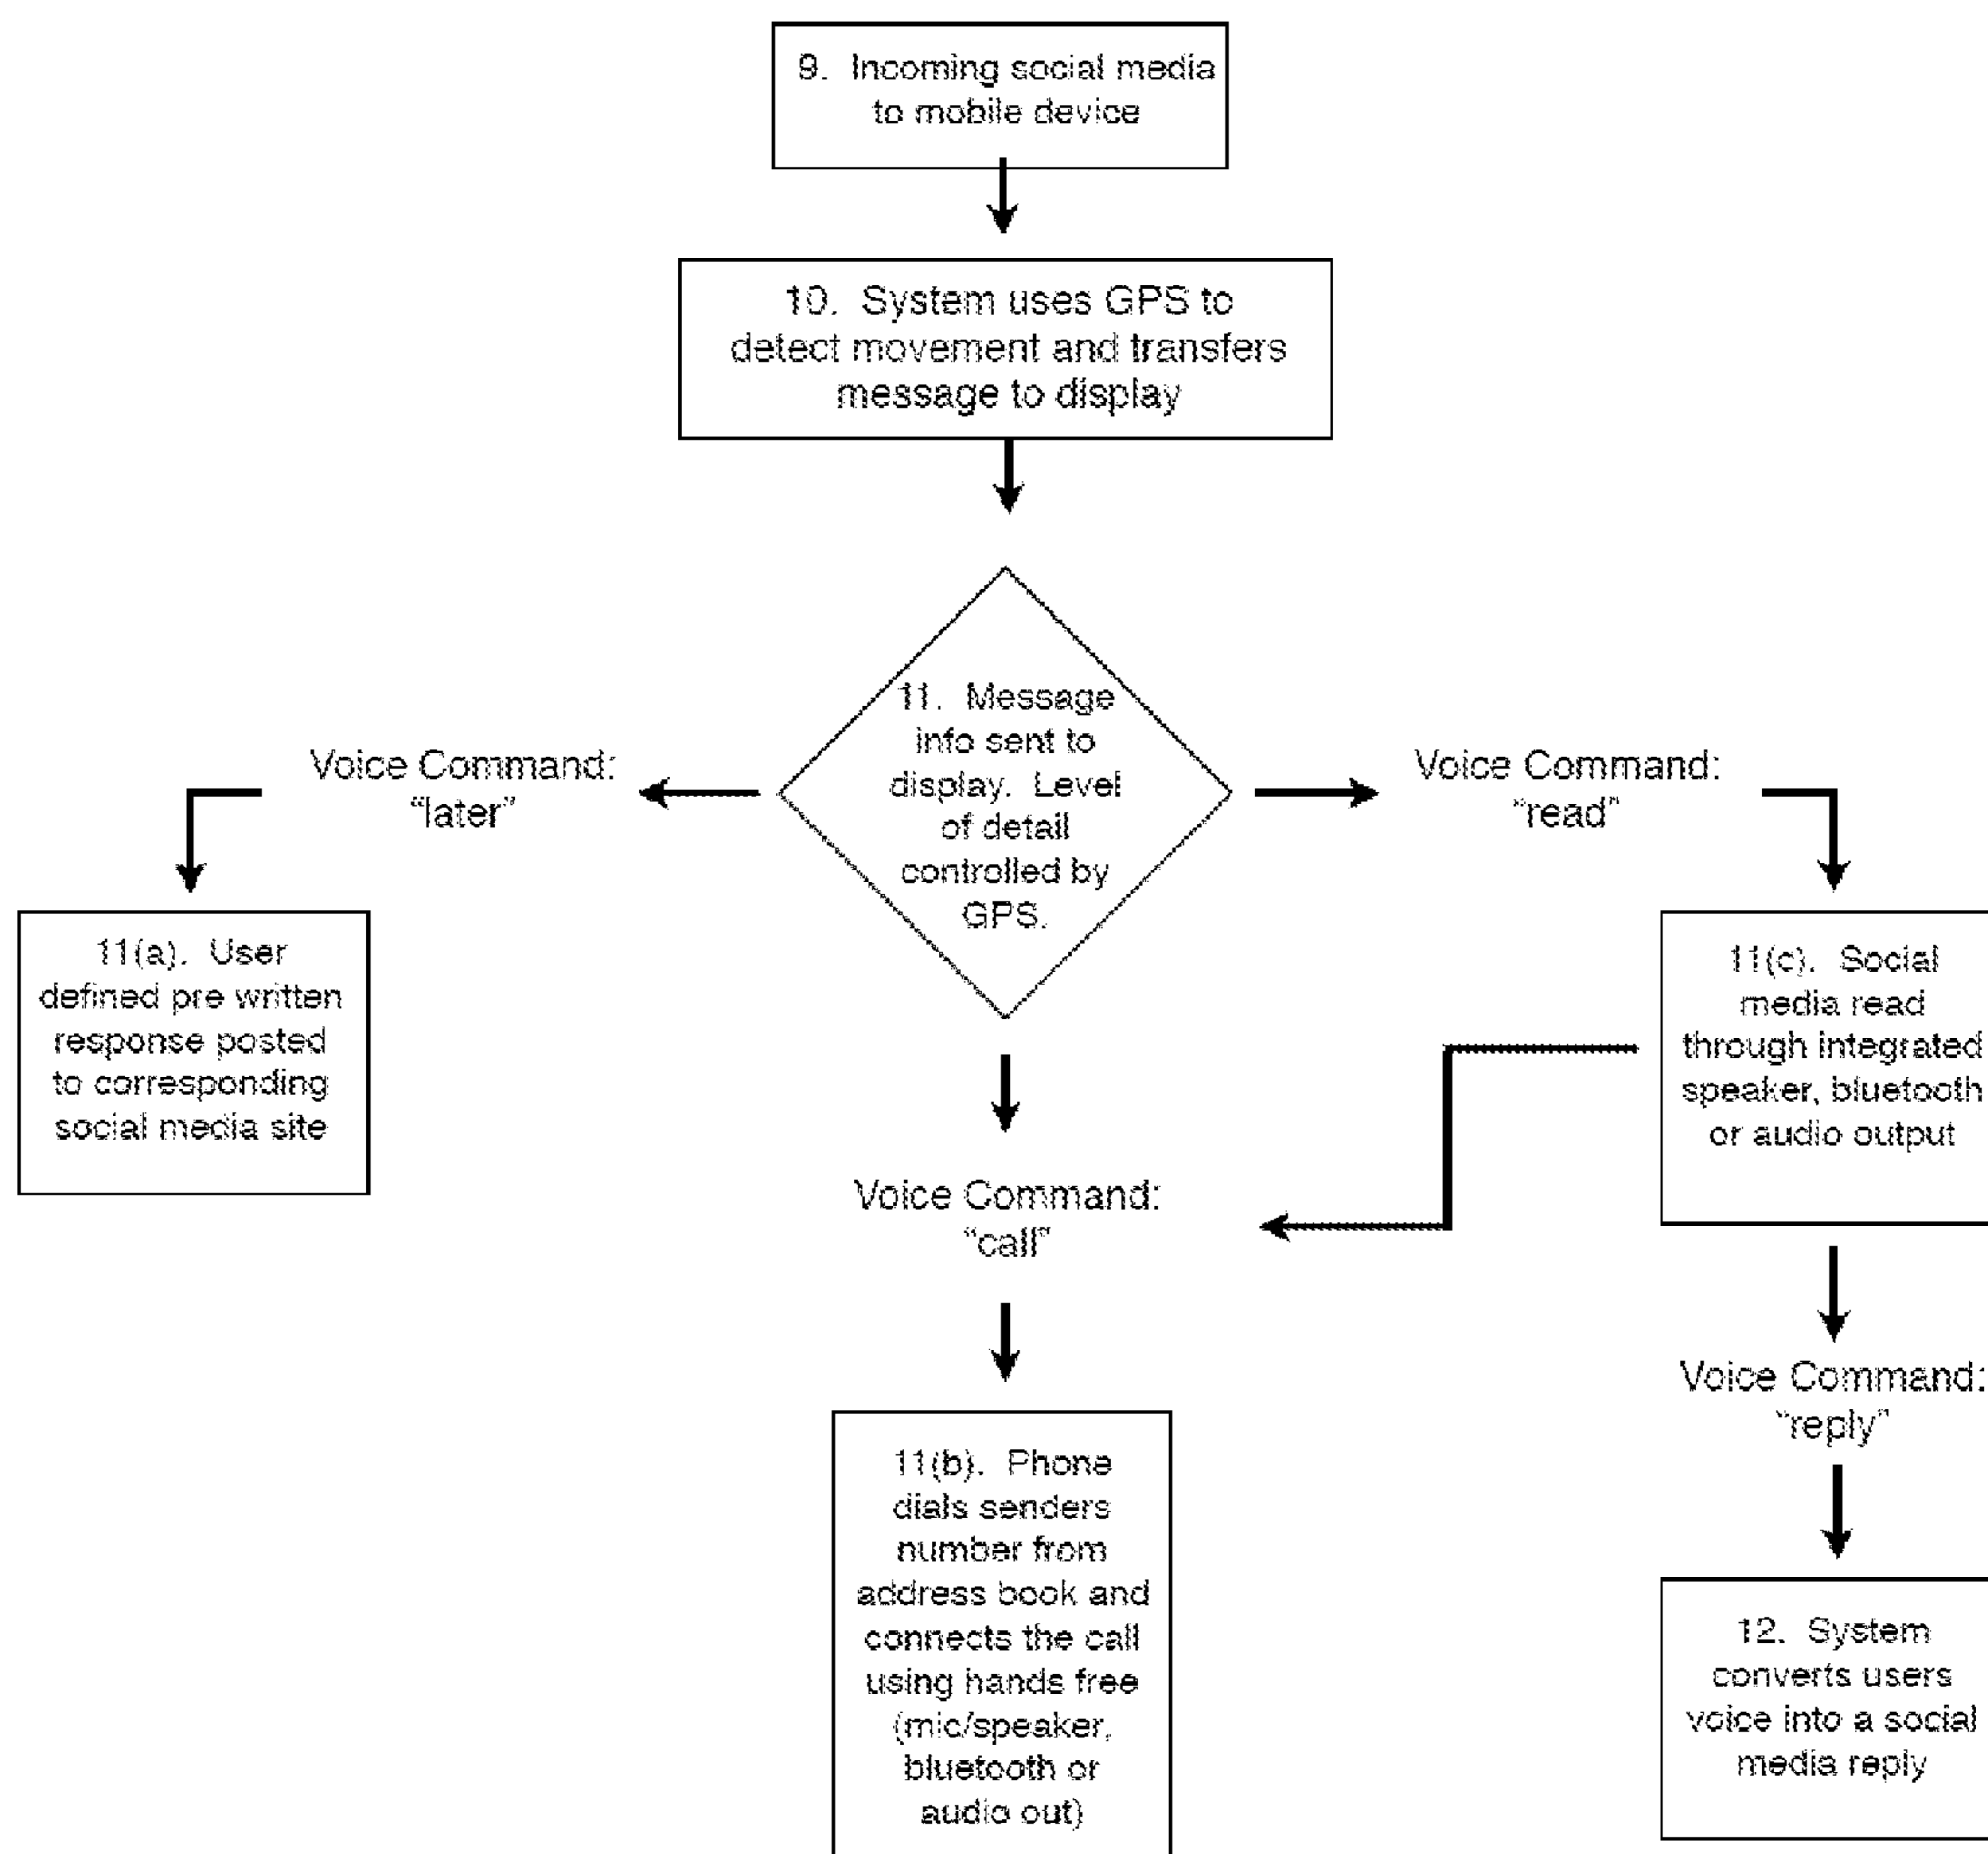 9. Incoming social media
to mobile device
10. System uses GPS to
detect movement and transfers
message to display
11. Message
info sent to
display. Level
of detail
controlled by
GPS.
Voice Command:
“later”
Voice Command:
“read”
11(a). User
defined pre written
response posted
to corresponding
social media site
11(c). Social
media read
through integrated
speaker, bluetooth
or audio output
Voice Command:
“call”
Voice Command:
“reply”
11(b). Phone
dials senders
number from
address book and
connects the call
using hands free
(mic/speaker,
bluetooth or
audio out)
12. System
converts users
voice into a social
media reply